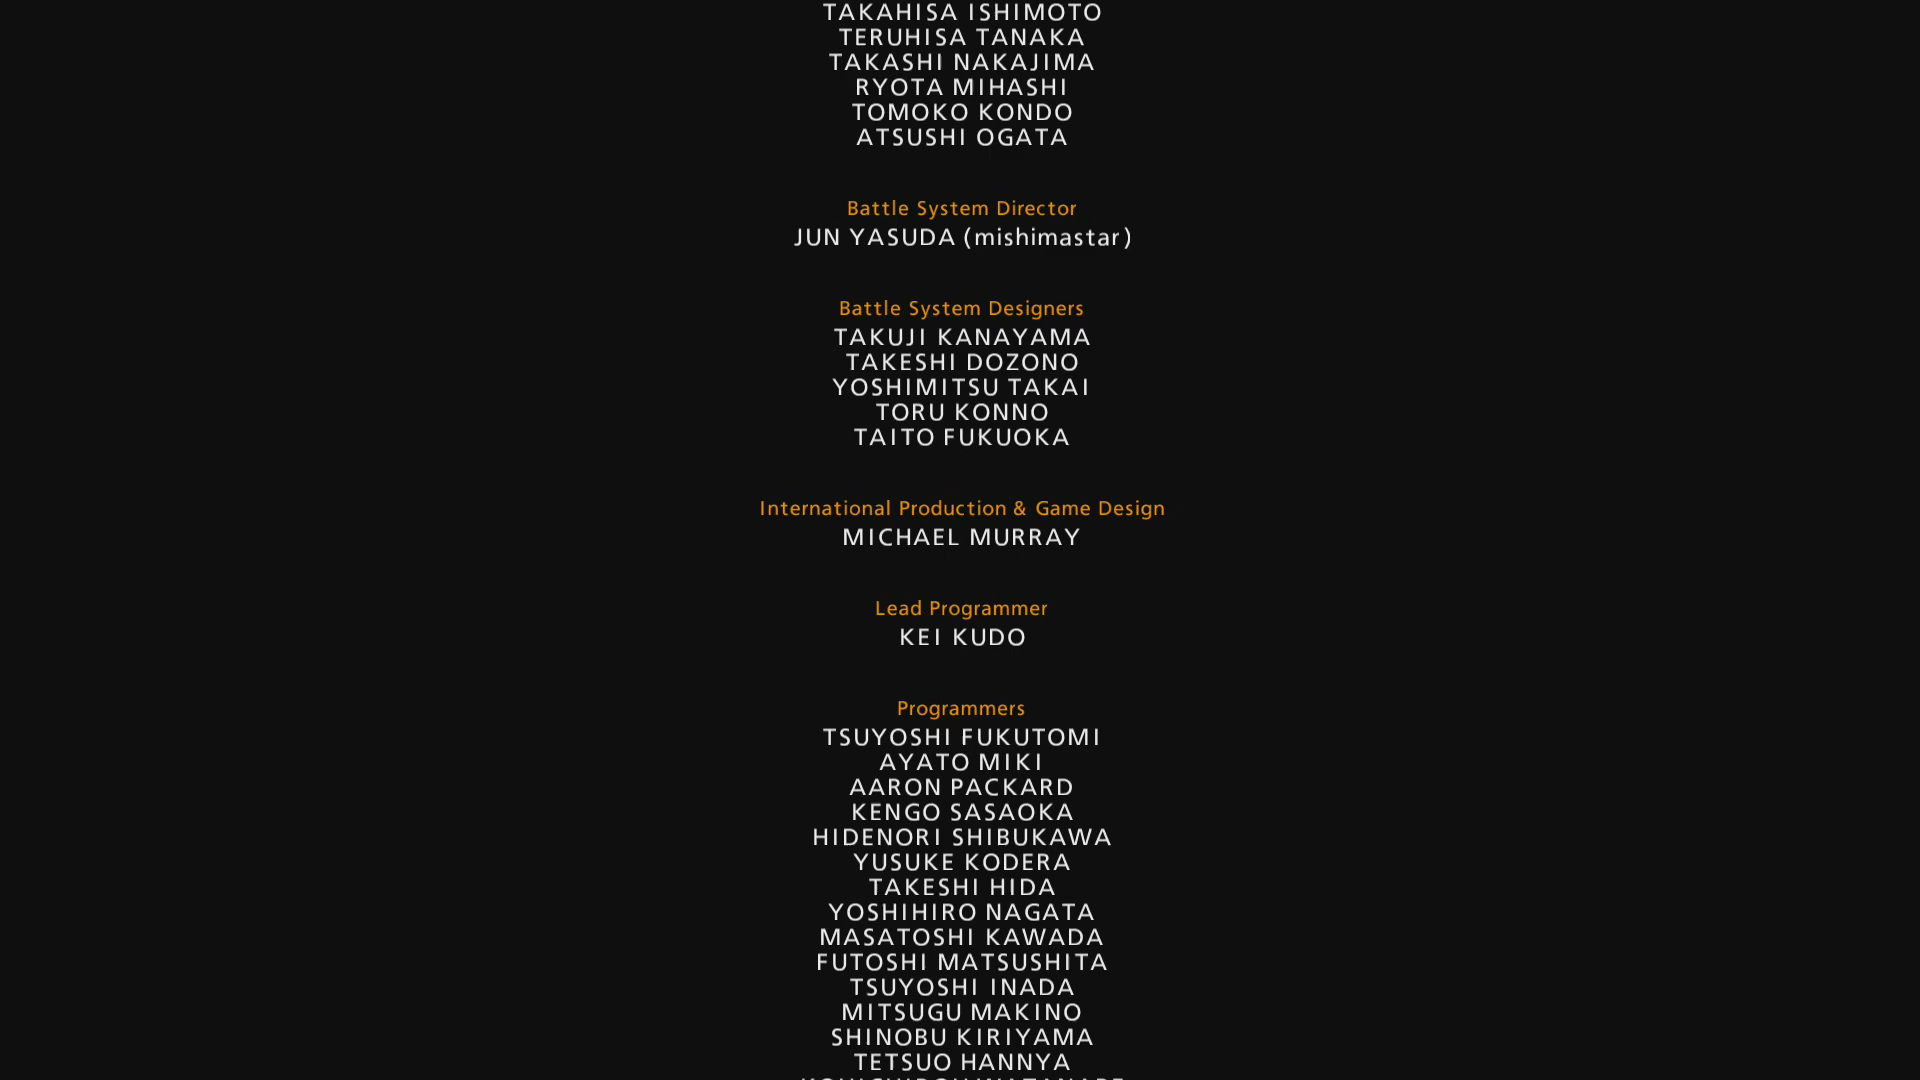 TAKAHISA ISHIMOTO
TERUHISA TANAKA
TAKASHI NAKAJIMA
RYOTA MIHASHI
TOMOKO KONDO
ATSUSHI OGATA
Battle System Director
JUN YASUDA (mishimastar)
Battle System Designers
TAKUJI KANAYAMA
TAKESHI DOZONO
YOSHIMITSU TAKAI
TORU KONNO
TAITO FUKUOKA
International Production & Game Design
MICHAEL MURRAY
Lead Programmer
KEI KUDO
Programmers
TSUYOSHI FUKUTOMI
AYATO MIKI
AARON PACKARD
KENGO SASAOKA
HIDENORI SHIBUKAWA
YUSUKE KODERA
TAKESHI HIDA
YOSHIHIRO NAGATA
MASATOSHI KAWADA
FUTOSHI MATSUSHITA
TSUYOSHI INADA
MITSUGU MAKINO
SHINOBU KIRIYAMA
TETSUO HANNYA